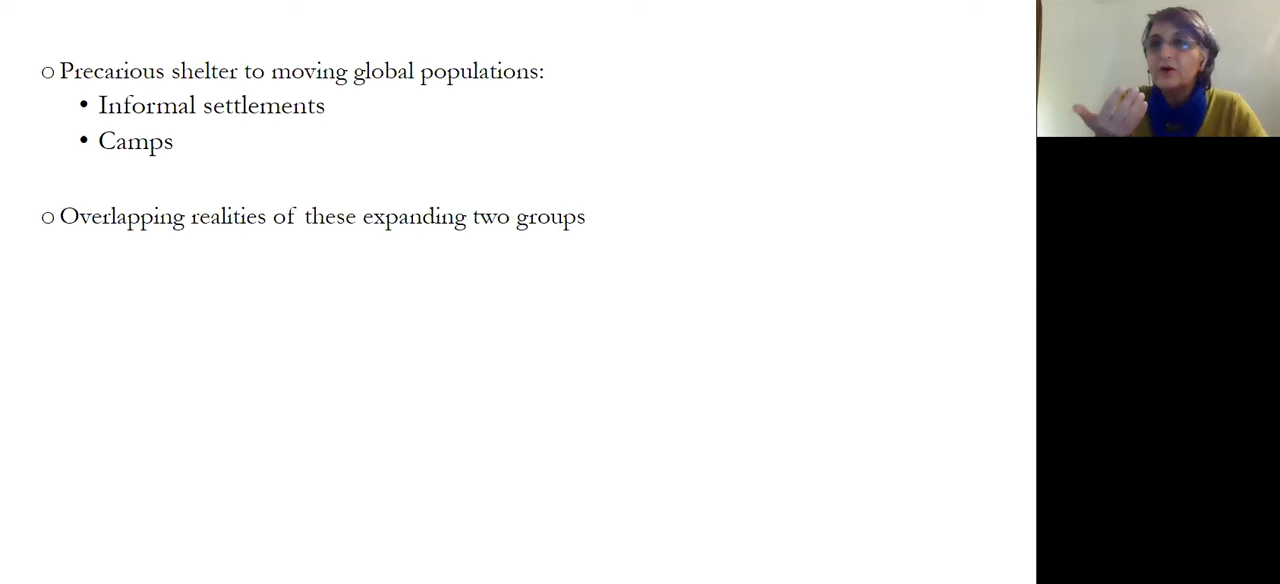 ○ Precarious shelter to moving global populations:
• Informal settlements
• Camps
○ Overlapping realities of these expanding two groups